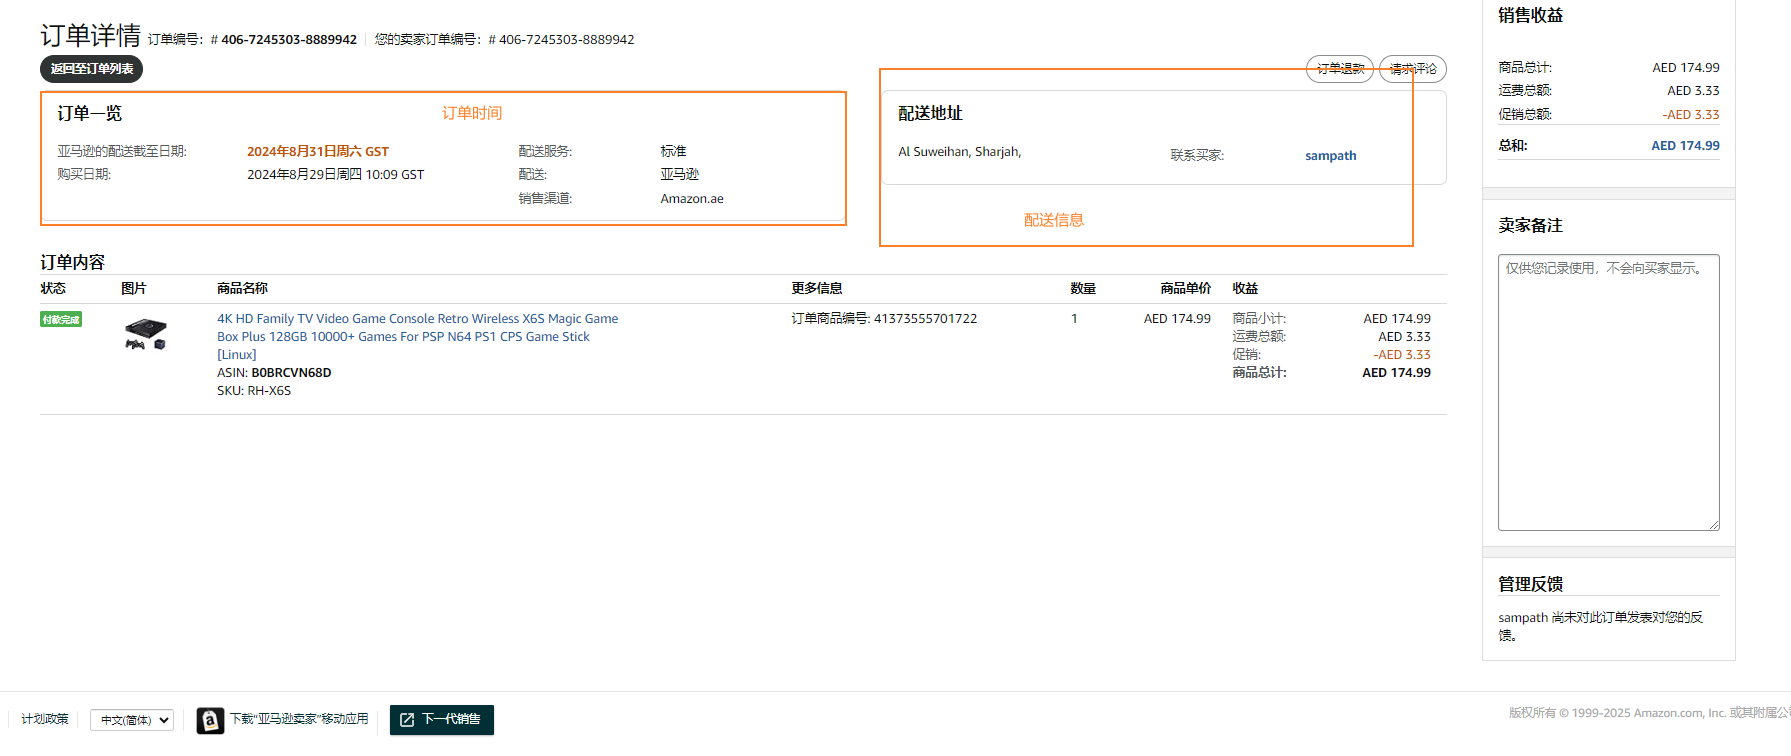 订单详情 订单编号：# 406-7245303-8889942 您的卖家订单编号：# 406-7245303-8889942
返回至订单列表
订单退款 请求评论
订单一览 订单时间
亚马逊的配送截至日期: 2024年8月31日周六 GST 配送服务: 标准
购买日期: 2024年8月29日周四 10:09 GST 配送: 亚马逊
销售渠道: Amazon.ae
配送地址
Al Suweihan, Sharjah, 联系买家: sampath
配送信息
订单内容
状态 图片 商品名称 更多信息 数量 商品单价 收益
付款完成 4K HD Family TV Video Game Console Retro Wireless X6S Magic Game 订单商品编号: 41373555701722 1 AED 174.99 商品小计: AED 174.99
Box Plus 128GB 10000+ Games For PSP N64 PS1 CPS Game Stick 运费总额: AED 3.33
[Linux] 促销: -AED 3.33
ASIN: B0BRCVN68D 商品总计: AED 174.99
SKU: RH-X6S
销售收益
商品总计: AED 174.99
运费总额: AED 3.33
促销总额: -AED 3.33
总和: AED 174.99
卖家备注
仅供您记录使用，不会向买家显示。
管理反馈
sampath 尚未对此订单发表对您的反
馈。
计划政策 中文(简体) a 下载“亚马逊卖家”移动应用 下一代销售
版权所有 © 1999-2025 Amazon.com, Inc. 或其附属公